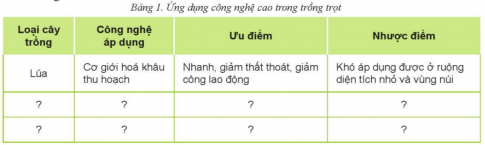 Bảng 1. Ứng dụng công nghệ cao trong trồng trọt
Loại cây trồng
Công nghệ áp dụng
Ưu điểm
Nhược điểm
Lúa
Cơ giới hoá khâu thu hoạch
Nhanh, giảm thất thoát, giảm công lao động
Khó áp dụng được ở ruộng diện tích nhỏ và vùng núi
?
?
?
?
?
?
?
?